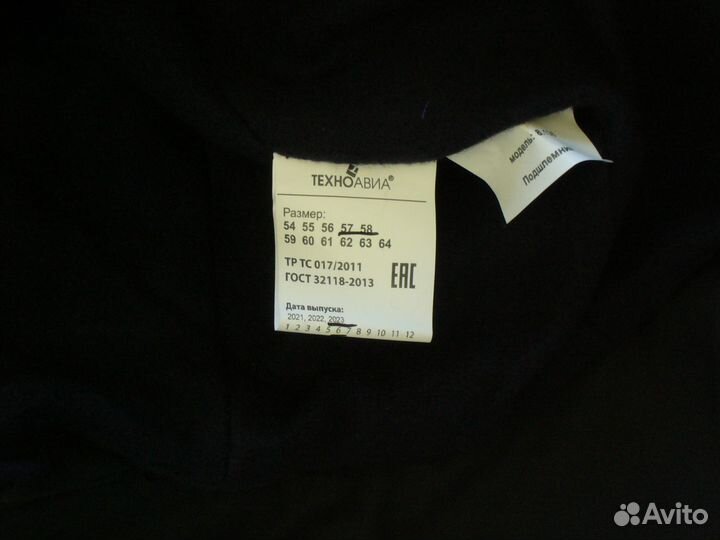 ТЕХНОАВИА®
Размер:
54 55 56 57 58
59 60 61 62 63 64
ТР ТС 017/2011
ГОСТ 32118-2013
ЕАС
Дата выпуска:
2021, 2022, 2023
1 2 3 4 5 6 7 8 9 10 11 12
модель:
Подшлемник
Avito